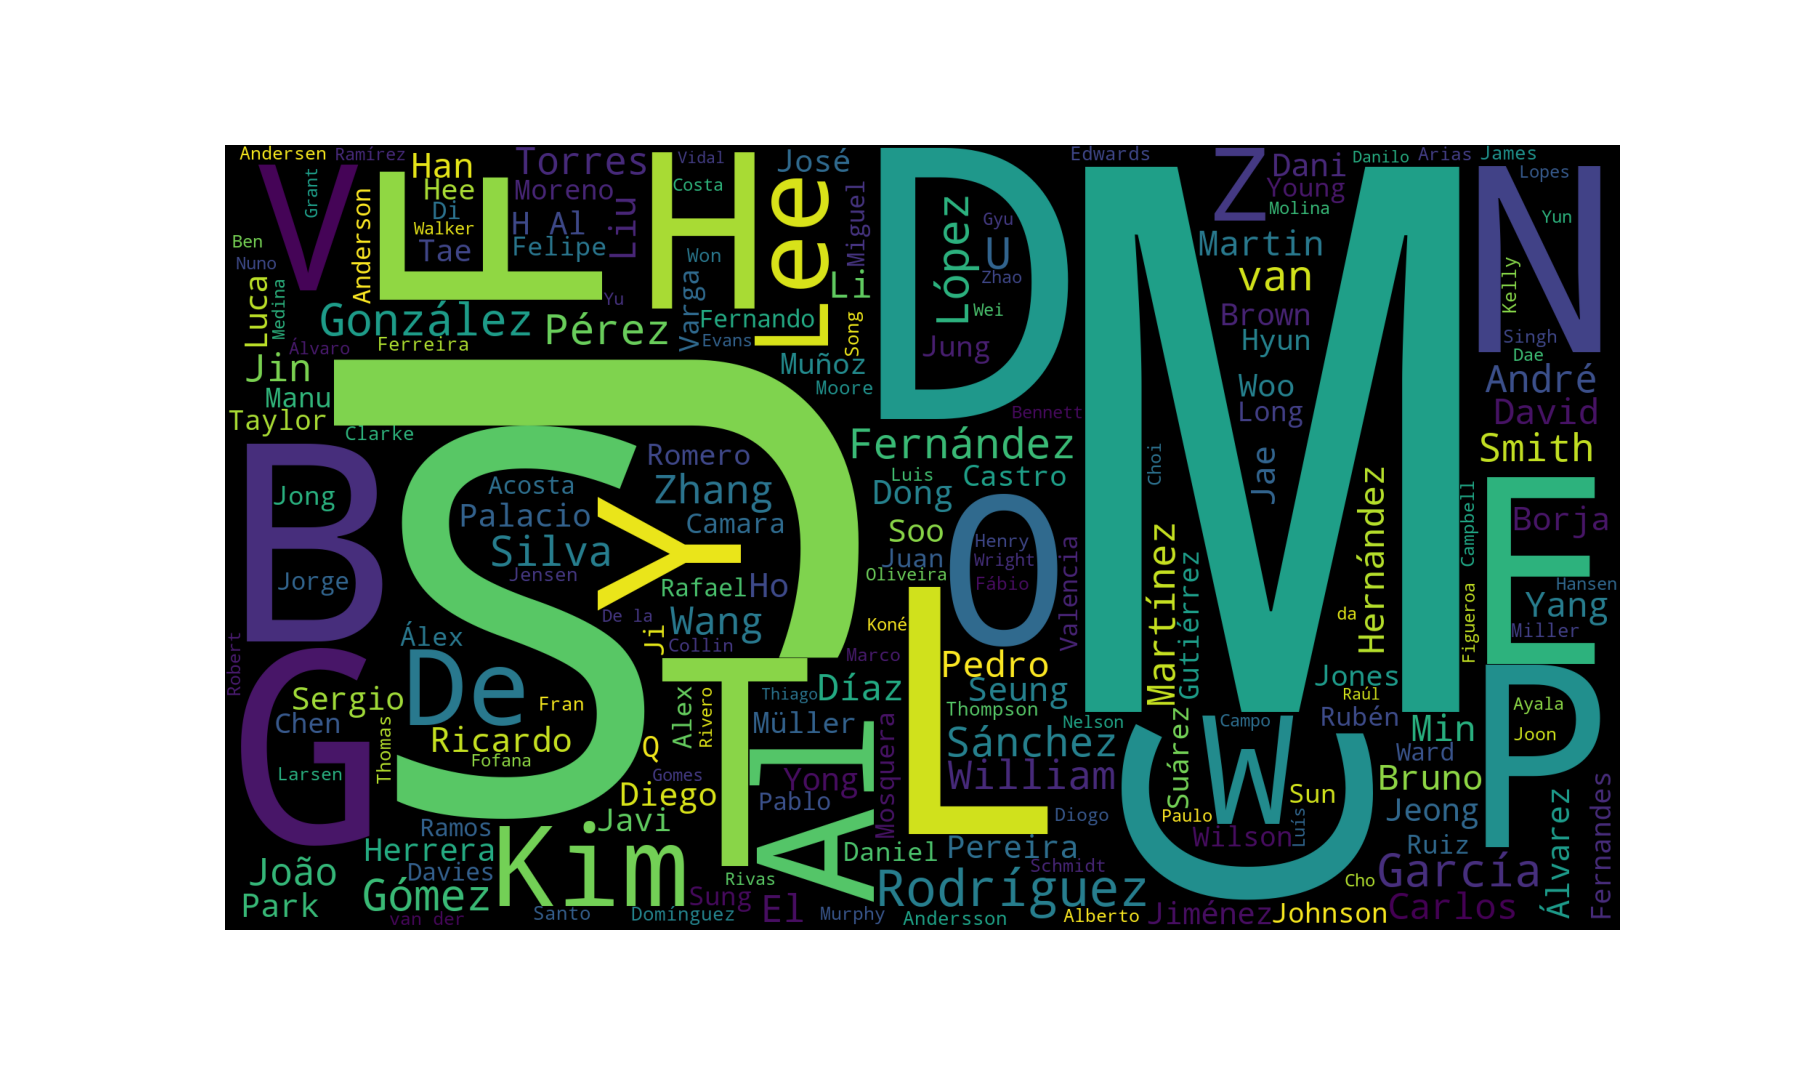 Andersen
Ramírez
Han
Torres
Vidal
José
Edwards
Dani
Danilo
Arias
James
V
F
H
D
M
Z
N
Grant
Hee
Moreno
Costa
Lee
Miguel
López
Gyu
Young
Lopes
Anderson
Di
H Al
Liu
Molina
Yun
Ben
Walker
Felipe
Won
U
Martin
Nuno
Tae
Varga
Li
Zhao
van
Kelly
Luca
Medina
Yu
Fernando
Song
Wei
Brown
González
Pérez
Evans
Jung
Hyun
Singh
Álvaro
Ferreira
Muñoz
Dae
Jin
Moore
Woo
André
Manu
J
Bennett
Long
David
Taylor
Clarke
Fernández
Choi
Jae
Smith
B
S
Romero
Luis
Castro
Hernández
Campbell
E
Jong
Acosta
Zhang
Dong
O
Borja
Palacio
Y
Camara
Soo
Henry
Martínez
Silva
Juan
Wright
Valencia
Gutiérrez
Jorge
Jensen
Rafael
Ho
Oliveira
Fábio
Hansen
De la
Wang
Koné
da
Figueroa
Yang
Robert
Álex
Ji
Collin
Marco
L
Pedro
Miller
G
De
T
Díaz
Seung
Jones
P
Sergio
Fran
Alex
Rivero
Thiago
Thompson
Raúl
Ayala
Chen
Thomas
Ricardo
Q
Müller
Mosquera
Nelson
Campo
Rubén
Min
Joon
Fofana
Al
Sánchez
Suárez
W
C
Ward
Larsen
Gomes
Yong
William
Bruno
Diego
Pablo
Sun
Álvarez
Fernandes
Ramos
Kim
Javi
Diogo
Paulo
Luís
Jeong
Herrera
Daniel
Pereira
Wilson
Ruiz
João
Davies
Schmidt
García
Gómez
Rivas
Rodríguez
Cho
Park
Sung
El
Carlos
van der
Santo
Domínguez
Murphy
Andersson
Alberto
Jiménez
Johnson